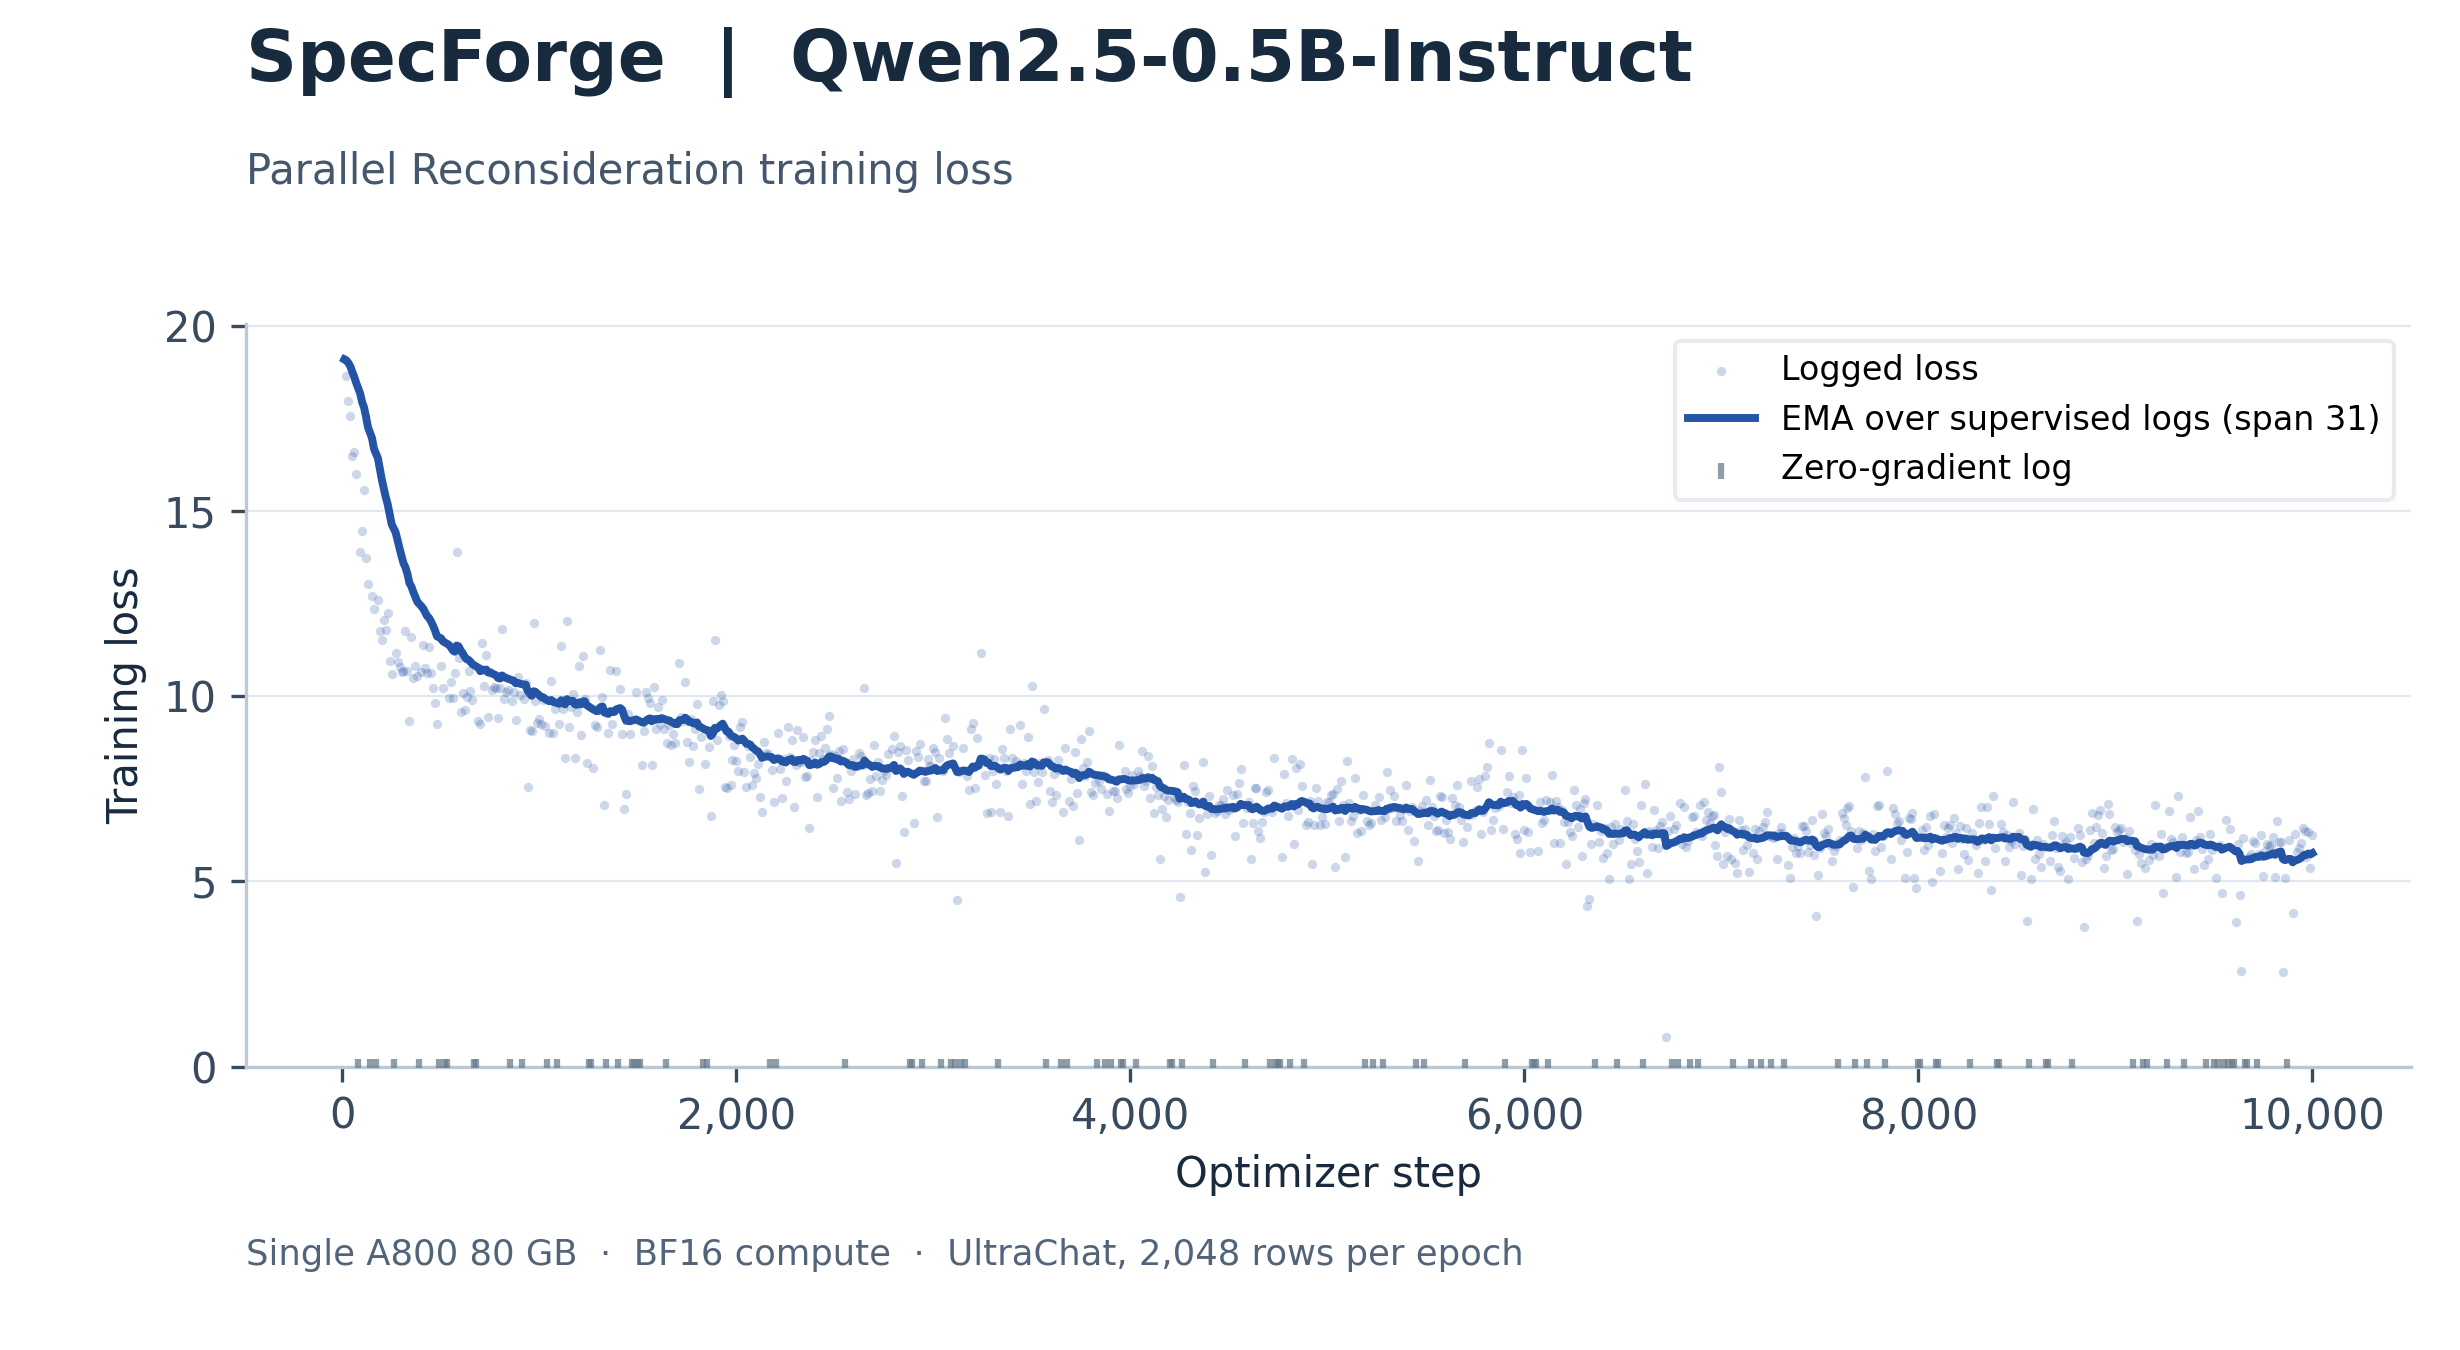 SpecForge | Qwen2.5-0.5B-Instruct
Parallel Reconsideration training loss
20
15
10
5
0
Training loss
Logged loss
EMA over supervised logs (span 31)
Zero-gradient log
0 2,000 4,000 6,000 8,000 10,000
Optimizer step
Single A800 80 GB · BF16 compute · UltraChat, 2,048 rows per epoch